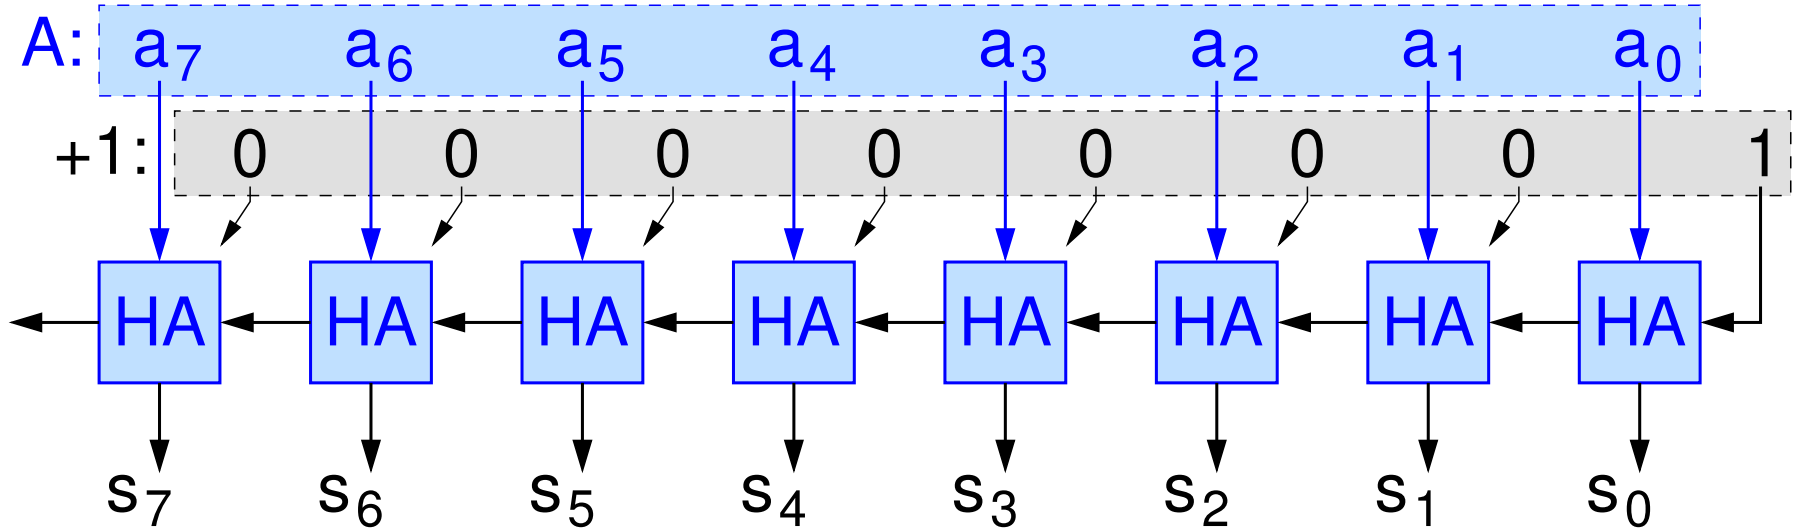 A: a7 a6 a5 a4 a3 a2 a1 a0
+1: 0 0 0 0 0 0 0 1
HA HA HA HA HA HA HA HA
s7 s6 s5 s4 s3 s2 s1 s0